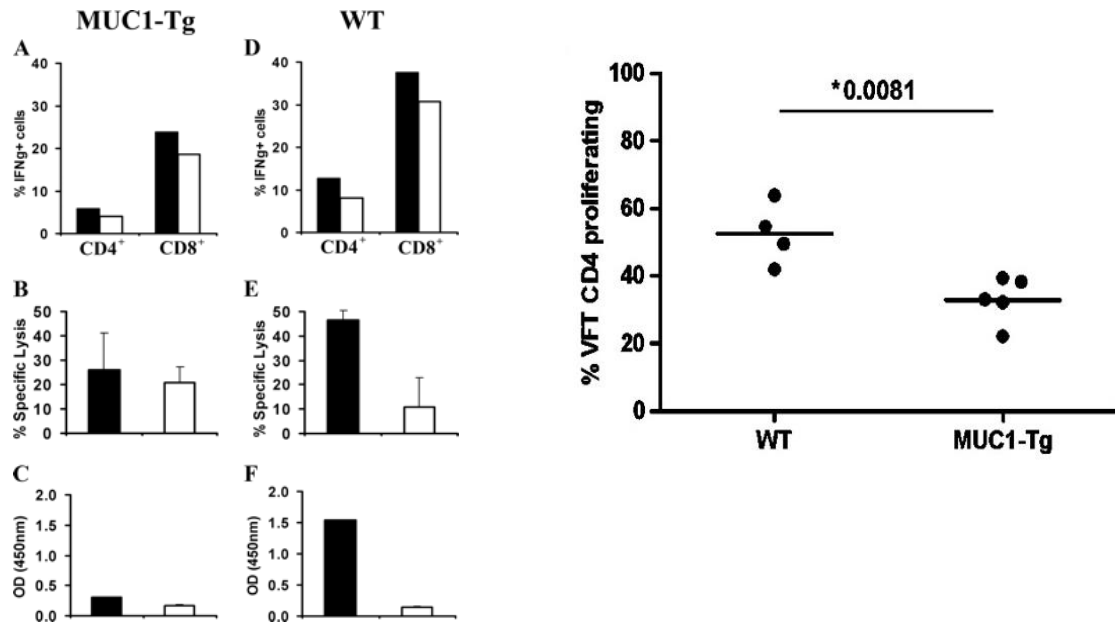 MUC1-Tg
WT
A
40
30
20
10
0
% IFNg+ cells
CD4+
CD8+
D
40
30
20
10
0
% IFNg+ cells
CD4+
CD8+
B
50
40
30
20
10
0
% Specific Lysis
E
50
40
30
20
10
0
% Specific Lysis
C
2.0
1.5
1.0
0.5
0.0
OD (450nm)
F
2.0
1.5
1.0
0.5
0.0
OD (450nm)
100
80
60
40
20
0
% VFT CD4 proliferating
*0.0081
WT
MUC1-Tg